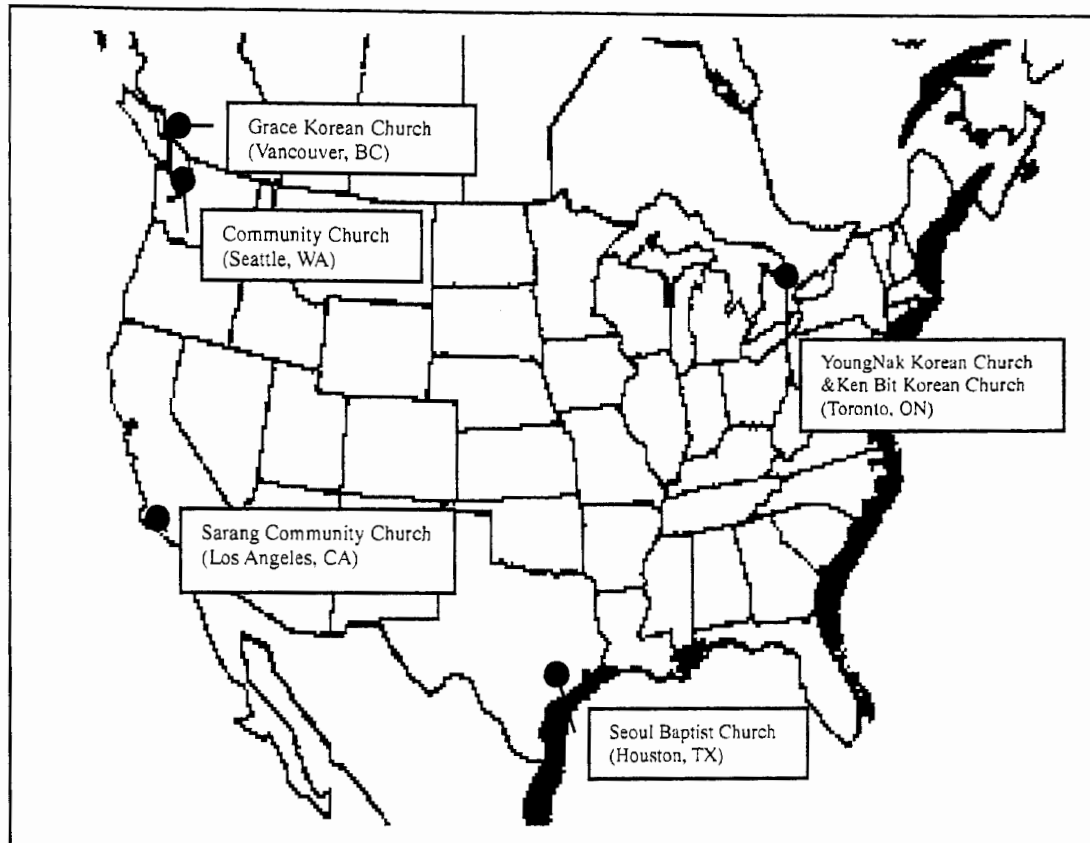 Grace Korean Church
(Vancouver, BC)
Community Church
(Seattle, WA)
YoungNak Korean Church
&Ken Bit Korean Church
(Toronto, ON)
Sarang Community Church
(Los Angeles, CA)
Seoul Baptist Church
(Houston, TX)